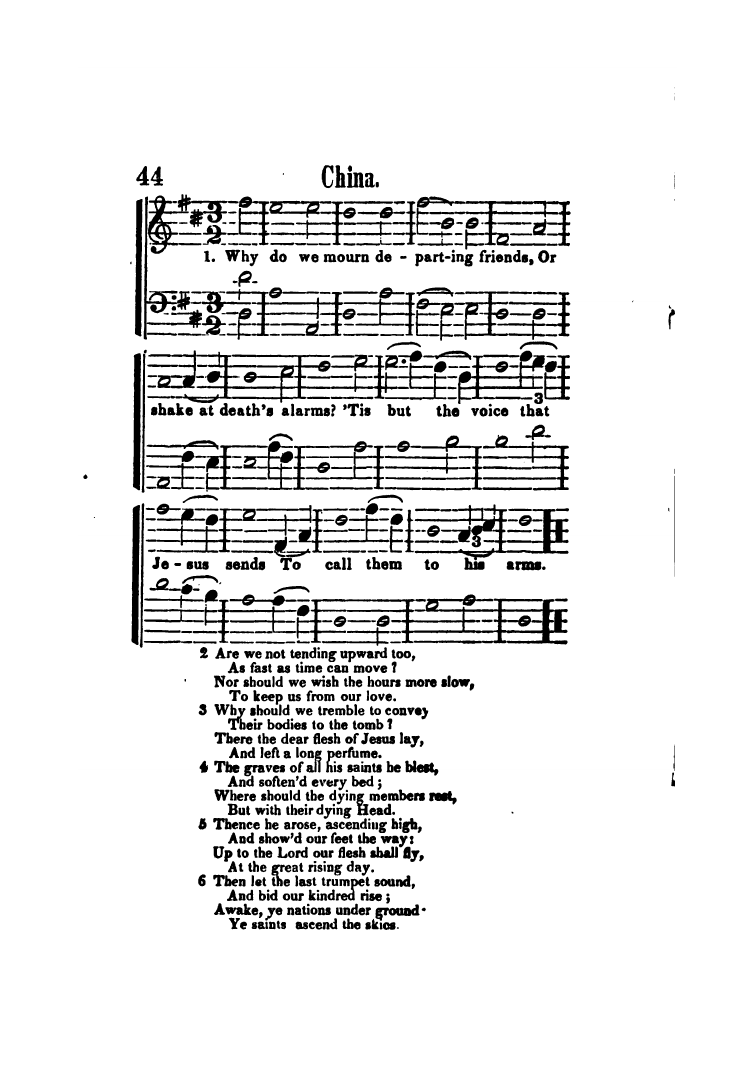 44 China.
1. Why do we mourn de - part-ing friends, Or
shake at death's alarms? 'Tis but the voice that
3
3
Je - sus sends To call them to his arms.
2 Are we not tending upward too,
As fast as time can move ?
Nor should we wish the hours more slow,
To keep us from our love.
3 Why should we tremble to convey
Their bodies to the tomb ?
There the dear flesh of Jesus lay,
And left a long perfume.
4 The graves of all his saints he blest,
And soften'd every bed ;
Where should the dying members rest,
But with their dying Head.
5 Thence he arose, ascending high,
And show'd our feet the way:
Up to the Lord our flesh shall fly,
At the great rising day.
6 Then let the last trumpet sound,
And bid our kindred rise ;
Awake, ye nations under ground.
Ye saints ascend the skies.